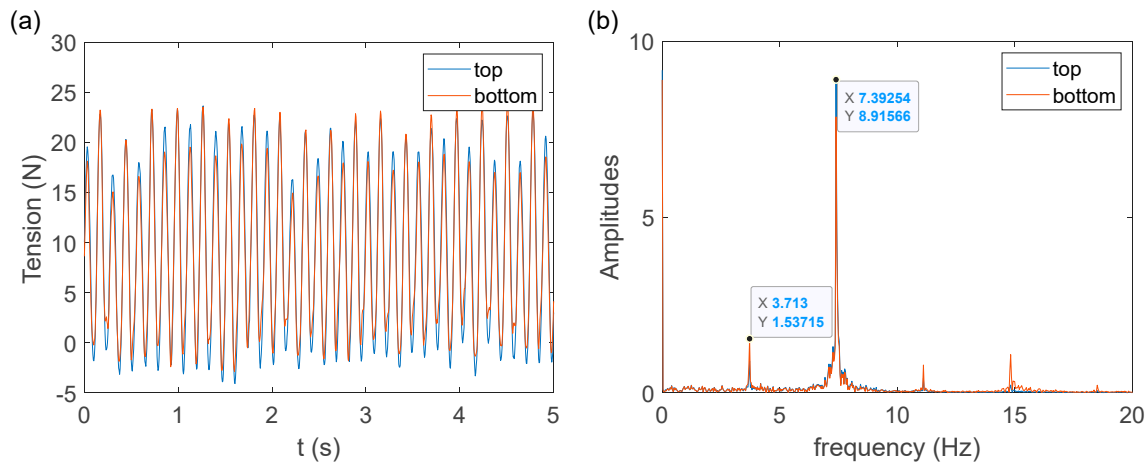 (a)
30
25
20
15
10
5
0
-5
Tension (N)
top
bottom
0
1
2
3
4
5
t (s)
(b)
10
5
0
Amplitudes
top
bottom
X 7.39254
Y 8.91566
X 3.713
Y 1.53715
0
5
10
15
20
frequency (Hz)